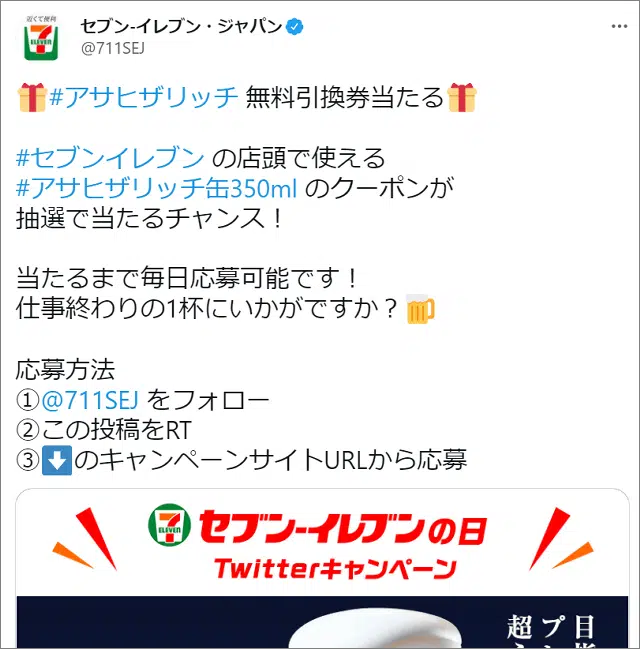 近くて便利
7
ELEVEN
セブン‐イレブン・ジャパン
@711SEJ
🎁#アサヒザリッチ 無料引換券当たる🎁
#セブンイレブン の店頭で使える
#アサヒザリッチ缶350ml のクーポンが
抽選で当たるチャンス！
当たるまで毎日応募可能です！
仕事終わりの1杯にいかがですか？🍺
応募方法
①@711SEJ をフォロー
②この投稿をRT
③⬇のキャンペーンサイトURLから応募
7
ELEVEN
セブン‐イレブンの日
Twitterキャンペーン
目
プ
超